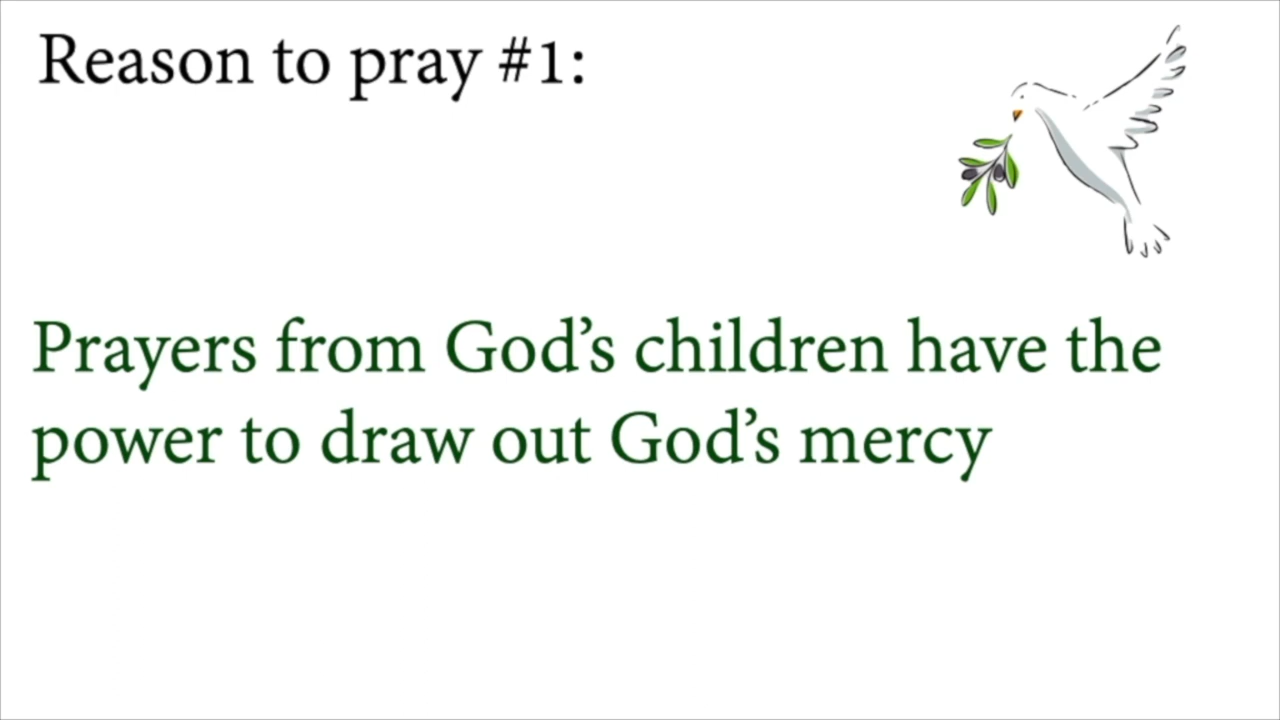 Reason to pray #1:
Prayers from God’s children have the
power to draw out God’s mercy